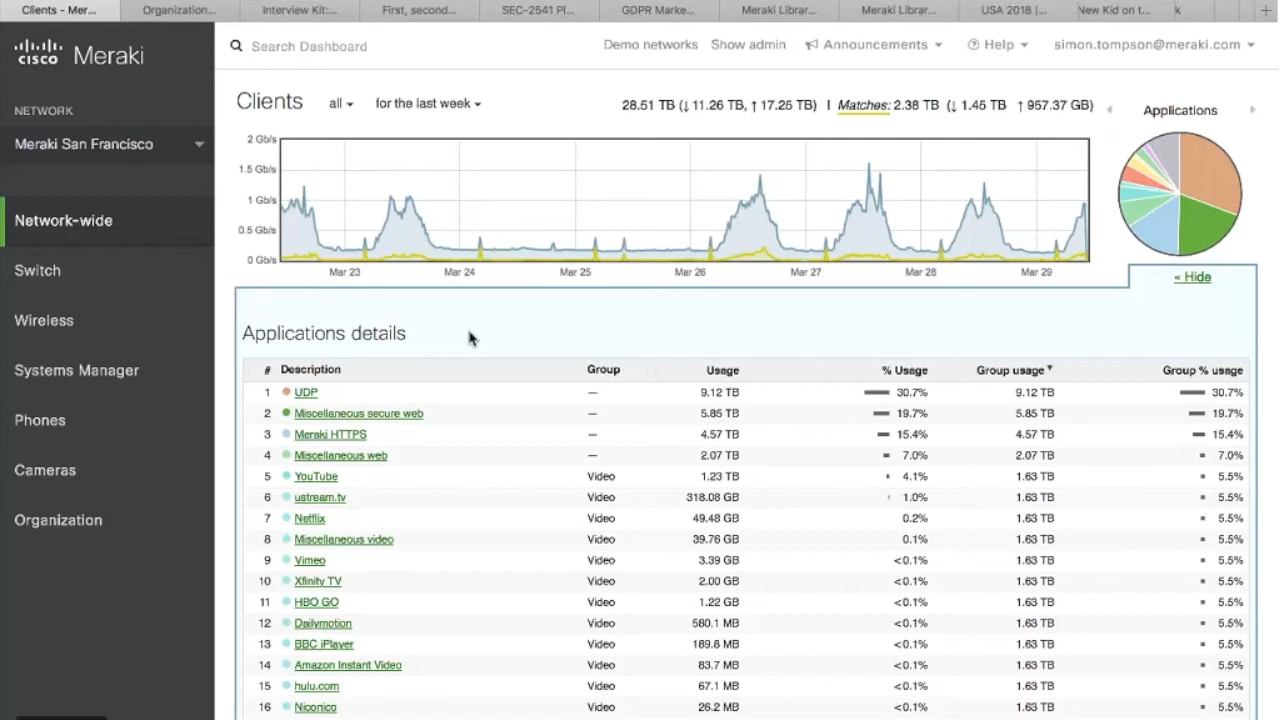 Clients - Mer... Organization... Interview Kit:... First, second... SEC-2541 Pl... GDPR Marke... Meraki Librar... Meraki Librar... USA 2018 |... New Kid on t... k +
cisco Meraki
Search Dashboard Demo networks Show admin Announcements Help simon.tompson@meraki.com
NETWORK
Meraki San Francisco
Network-wide
Switch
Wireless
Systems Manager
Phones
Cameras
Organization
Clients all for the last week 28.51 TB (↓ 11.26 TB, ↑ 17.25 TB) | Matches: 2.38 TB (↓ 1.45 TB ↑ 957.37 GB) Applications
2 Gb/s
1.5 Gb/s
1 Gb/s
0.5 Gb/s
0 Gb/s
Mar 23 Mar 24 Mar 25 Mar 26 Mar 27 Mar 28 Mar 29
« Hide
Applications details
# Description Group Usage % Usage Group usage ▼ Group % usage
1 UDP — 9.12 TB 30.7% 9.12 TB 30.7%
2 Miscellaneous secure web — 5.85 TB 19.7% 5.85 TB 19.7%
3 Meraki HTTPS — 4.57 TB 15.4% 4.57 TB 15.4%
4 Miscellaneous web — 2.07 TB 7.0% 2.07 TB 7.0%
5 YouTube Video 1.23 TB 4.1% 1.63 TB 5.5%
6 ustream.tv Video 318.08 GB 1.0% 1.63 TB 5.5%
7 Netflix Video 49.48 GB 0.2% 1.63 TB 5.5%
8 Miscellaneous video Video 39.76 GB 0.1% 1.63 TB 5.5%
9 Vimeo Video 3.39 GB <0.1% 1.63 TB 5.5%
10 Xfinity TV Video 2.00 GB <0.1% 1.63 TB 5.5%
11 HBO GO Video 1.22 GB <0.1% 1.63 TB 5.5%
12 Dailymotion Video 580.1 MB <0.1% 1.63 TB 5.5%
13 BBC iPlayer Video 189.8 MB <0.1% 1.63 TB 5.5%
14 Amazon Instant Video Video 83.7 MB <0.1% 1.63 TB 5.5%
15 hulu.com Video 67.1 MB <0.1% 1.63 TB 5.5%
16 Niconico Video 26.2 MB <0.1% 1.63 TB 5.5%